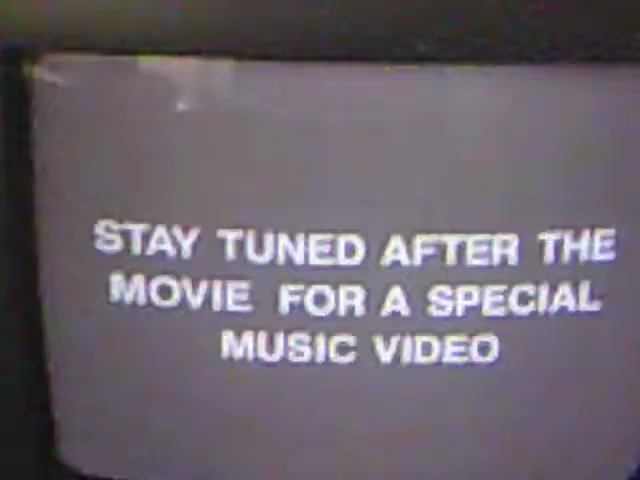 STAY TUNED AFTER THE
MOVIE FOR A SPECIAL
MUSIC VIDEO